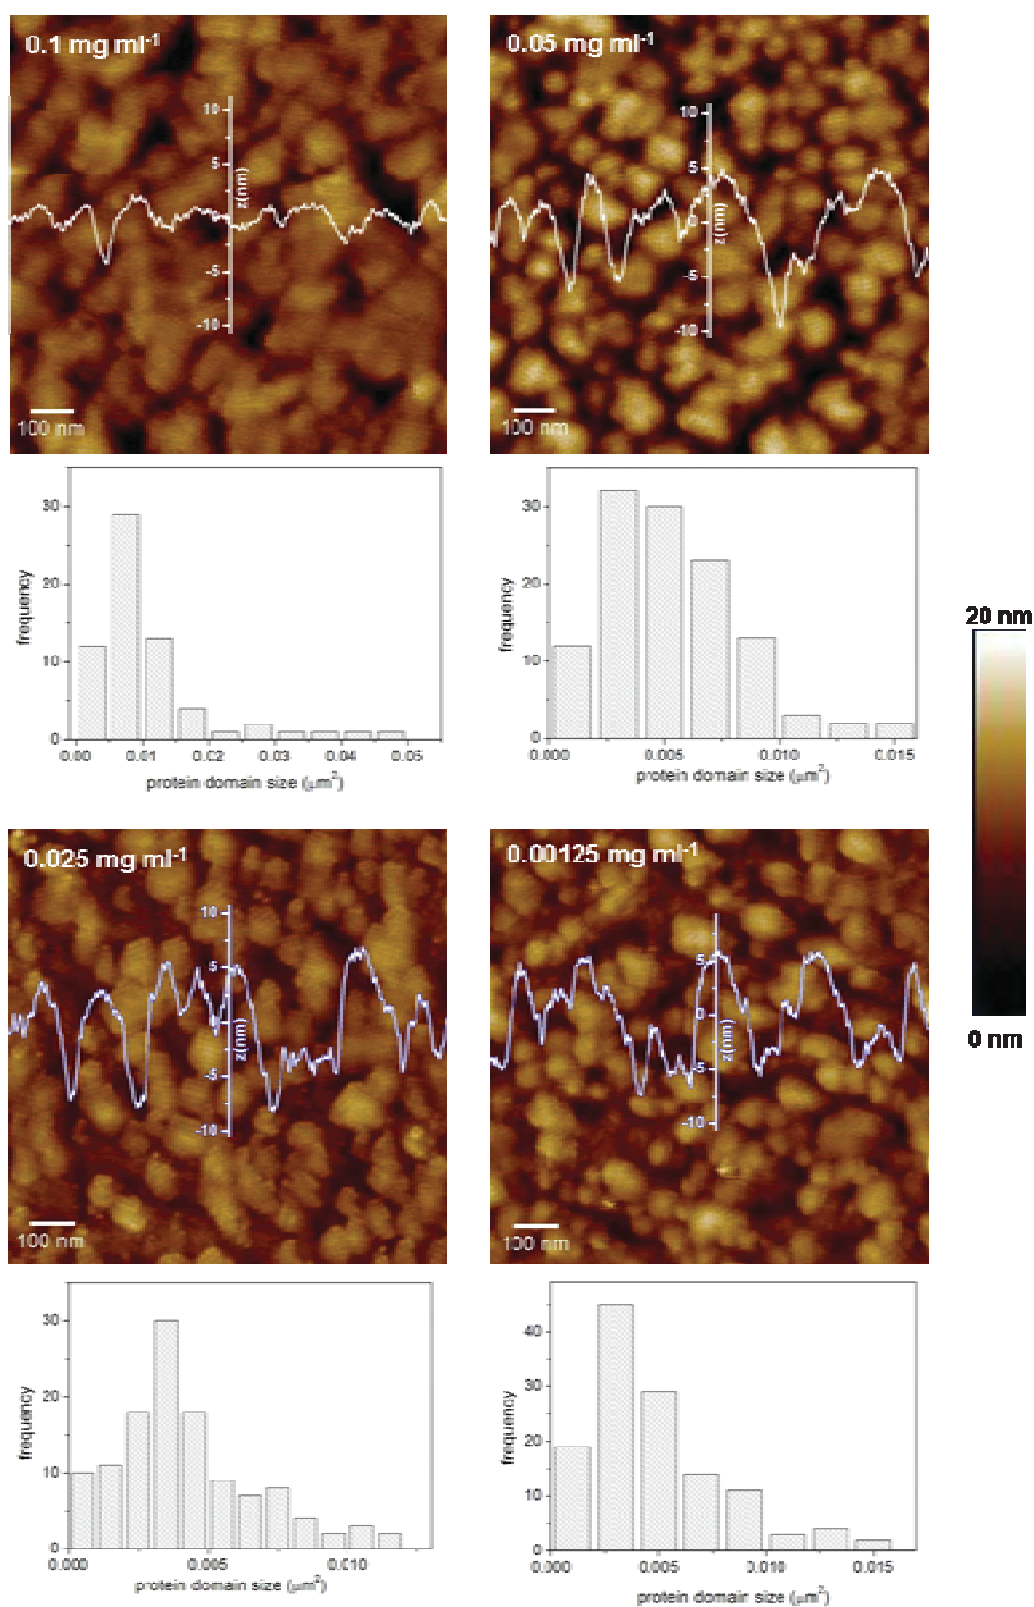 0.1 mg ml-1
10
5
z(nm)
-5
-10
100 nm
0.05 mg ml-1
10
5
0
z(nm)
-5
-10
100 nm
30
20
10
0
frequency
0.00 0.01 0.02 0.03 0.04 0.05
protein domain size (μm2)
30
20
10
0
frequency
0.000 0.005 0.010 0.015
protein domain size (μm2)
20 nm
0 nm
0.025 mg ml-1
10
5
0
z(nm)
-5
-10
100 nm
0.00125 mg ml-1
5
0
z(nm)
-5
-10
100 nm
30
20
10
0
frequency
0.000 0.005 0.010
protein domain size (μm2)
40
30
20
10
0
frequency
0.000 0.005 0.010 0.015
protein domain size (μm2)